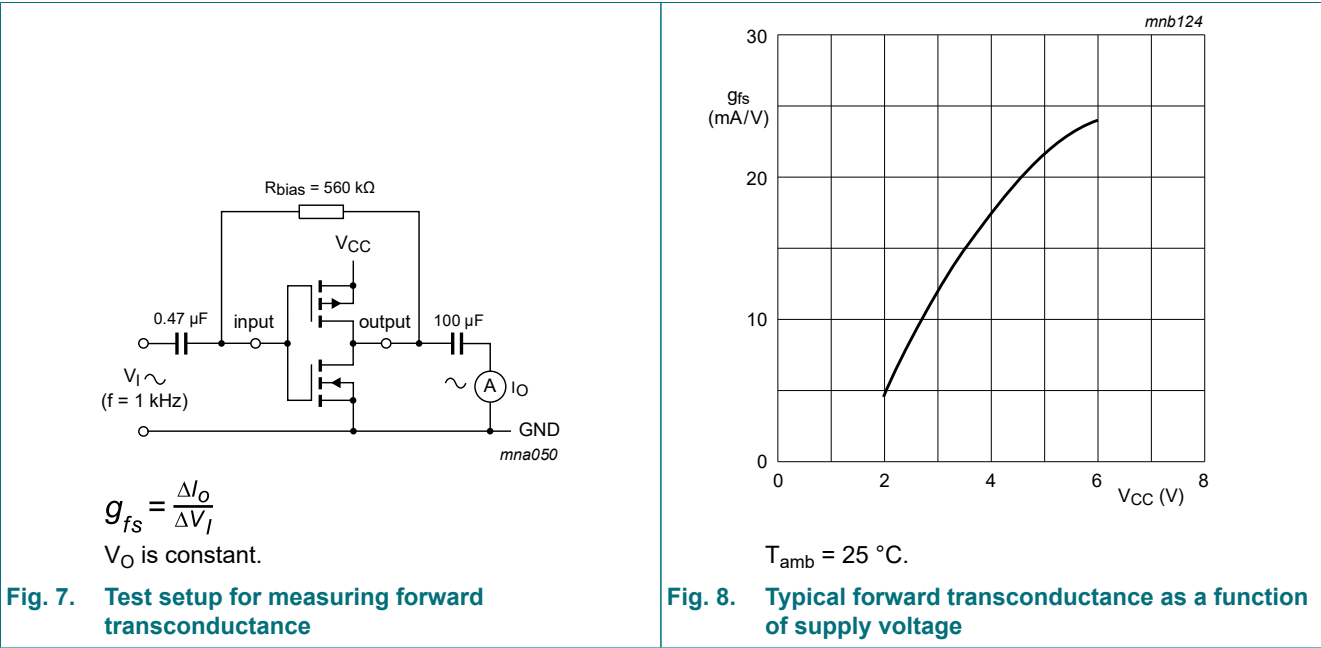 Rbias = 560 kΩ
VCC
0.47 µF
input
output
100 µF
VI
(f = 1 kHz)
A
IO
GND
mna050
gfs = ΔIo / ΔVI
VO is constant.
Fig. 7. Test setup for measuring forward
transconductance
mnb124
30
gfs
(mA/V)
20
10
0
0 2 4 6 8
VCC (V)
Tamb = 25 °C.
Fig. 8. Typical forward transconductance as a function
of supply voltage